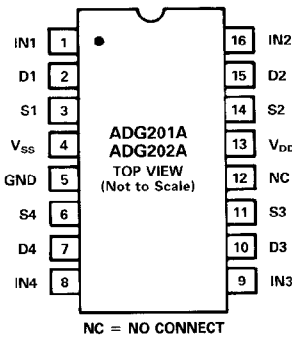 IN1 1 16 IN2
D1 2 15 D2
S1 3 14 S2
VSS 4 13 VDD
GND 5 12 NC
S4 6 11 S3
D4 7 10 D3
IN4 8 9 IN3
ADG201A
ADG202A
TOP VIEW
(Not to Scale)
NC = NO CONNECT